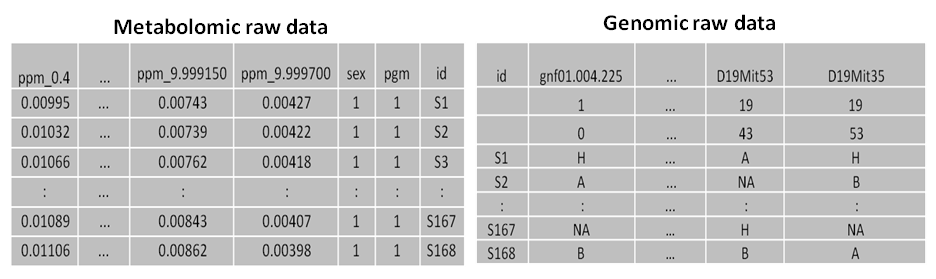 Metabolomic raw data
ppm_0.4 ... ppm_9.999150 ppm_9.999700 sex pgm id
0.00995 ... 0.00743 0.00427 1 1 S1
0.01032 ... 0.00739 0.00422 1 1 S2
0.01066 ... 0.00762 0.00418 1 1 S3
: ... : : : : :
0.01089 ... 0.00843 0.00407 1 1 S167
0.01106 ... 0.00862 0.00398 1 1 S168
Genomic raw data
id gnf01.004.225 ... D19Mit53 D19Mit35
1 ... 19 19
0 ... 43 53
S1 H ... A H
S2 A ... NA B
: : ... : :
S167 NA ... H NA
S168 B ... B A